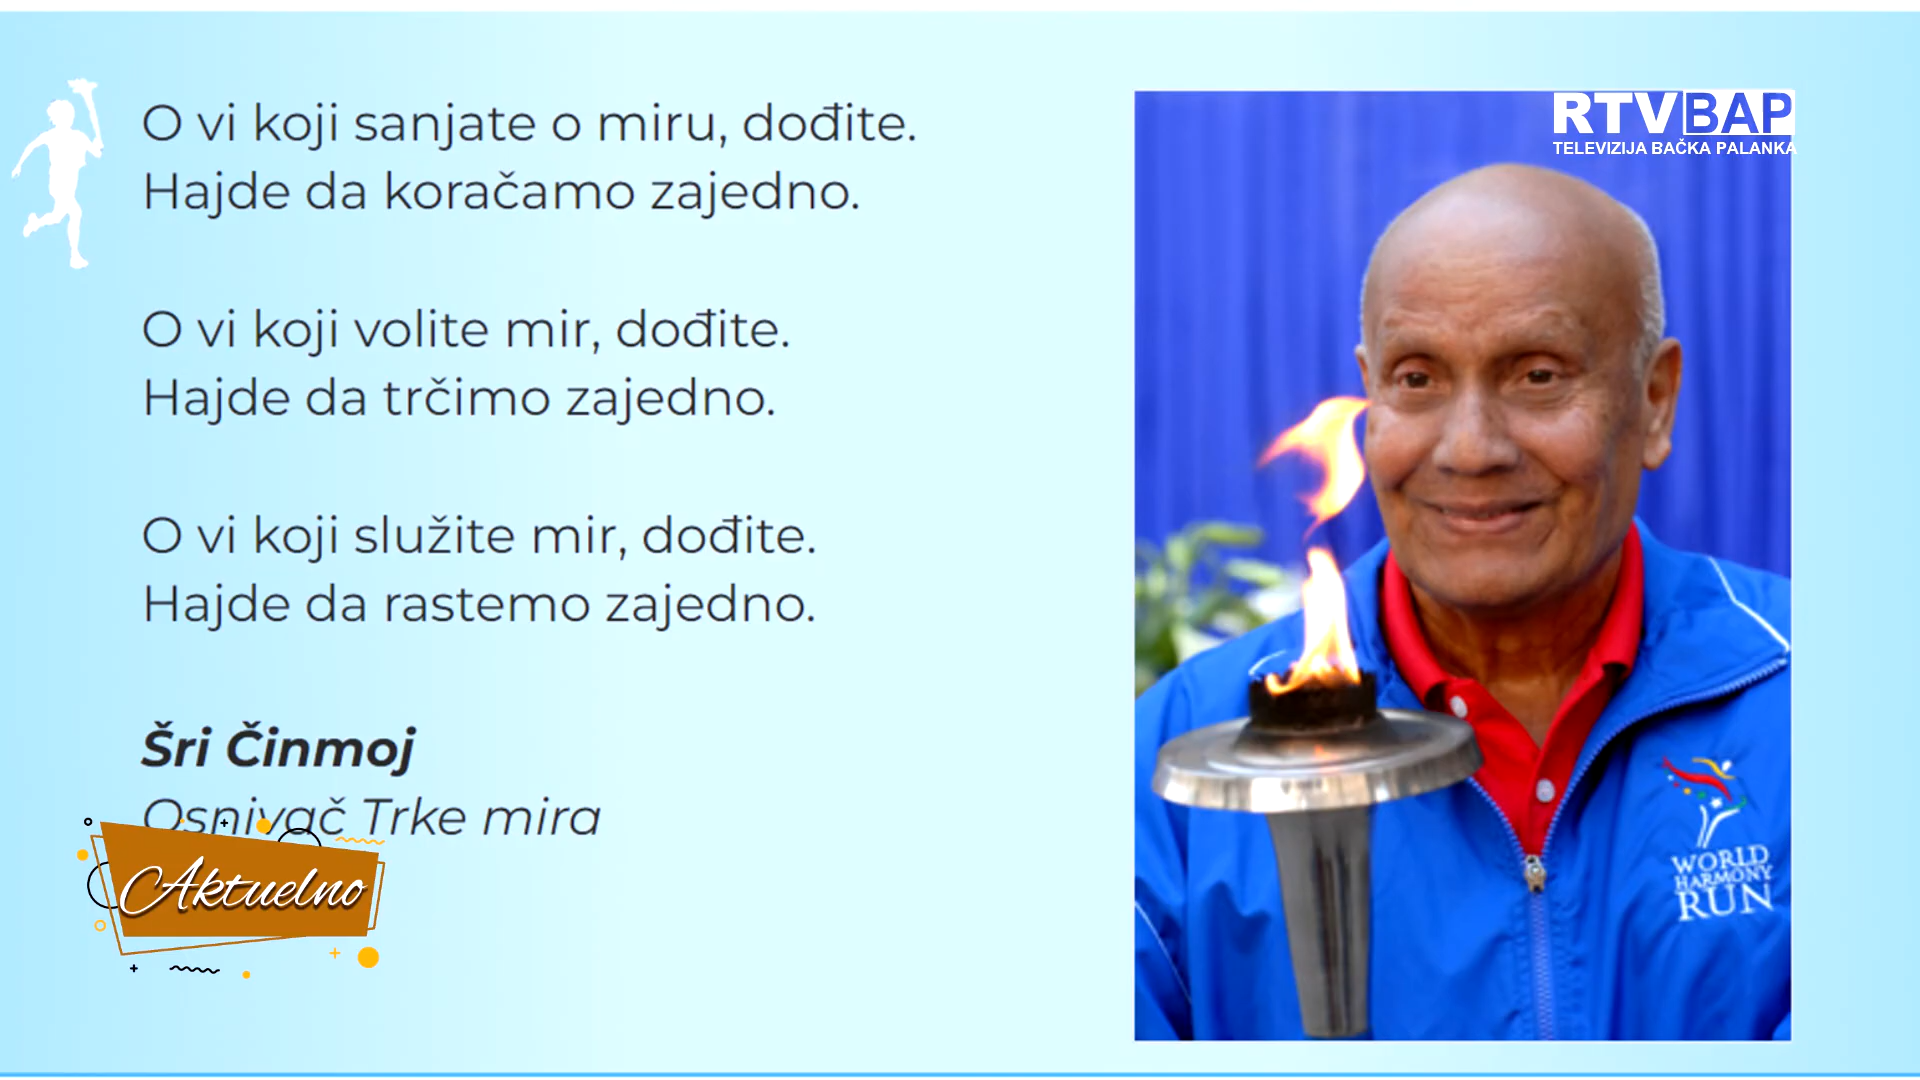 O vi koji sanjate o miru, dođite.
Hajde da koračamo zajedno.
O vi koji volite mir, dođite.
Hajde da trčimo zajedno.
O vi koji služite mir, dođite.
Hajde da rastemo zajedno.
Šri Činmoj
Osnivač Trke mira
Aktuelno
RTVBAP
TELEVIZIJA BAČKA PALANKA
WORLD
HARMONY
RUN